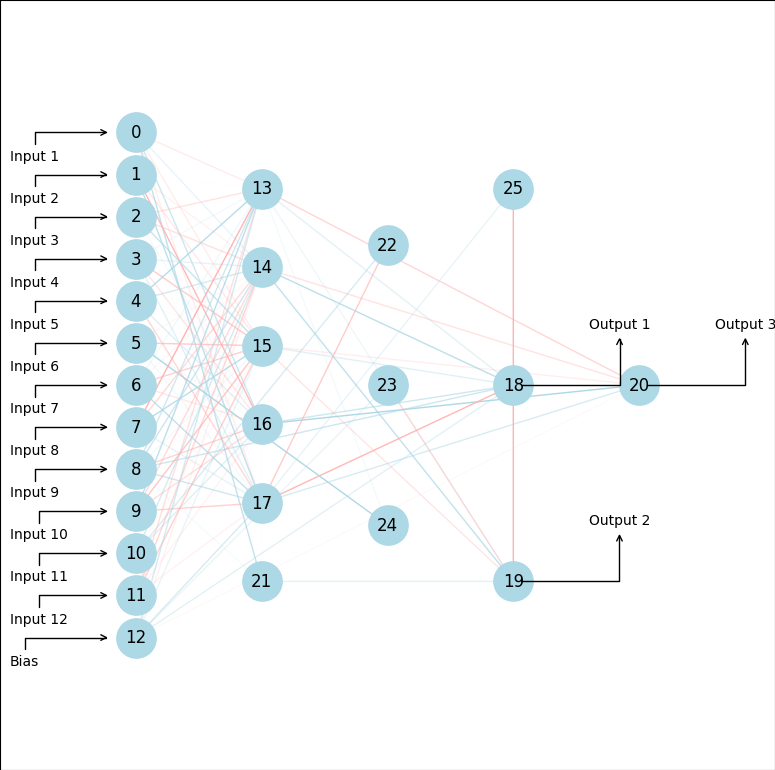 0
Input 1
1
Input 2
2
Input 3
3
Input 4
4
Input 5
5
Input 6
6
Input 7
7
Input 8
8
Input 9
9
Input 10
10
Input 11
11
Input 12
12
Bias
13
14
15
16
17
21
22
23
24
25
18
19
Output 1
Output 2
20
Output 3